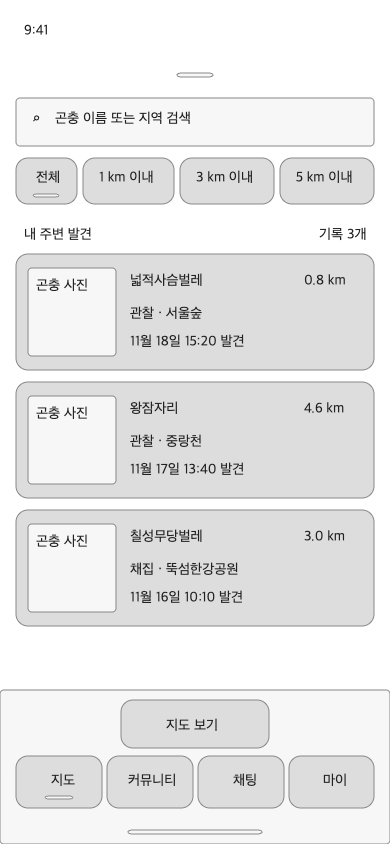 9:41
곤충 이름 또는 지역 검색
전체 1 km 이내 3 km 이내 5 km 이내
내 주변 발견 기록 3개
곤충 사진 넓적사슴벌레 0.8 km
관찰 · 서울숲
11월 18일 15:20 발견
곤충 사진 왕잠자리 4.6 km
관찰 · 중랑천
11월 17일 13:40 발견
곤충 사진 칠성무당벌레 3.0 km
채집 · 뚝섬한강공원
11월 16일 10:10 발견
지도 보기
지도 커뮤니티 채팅 마이